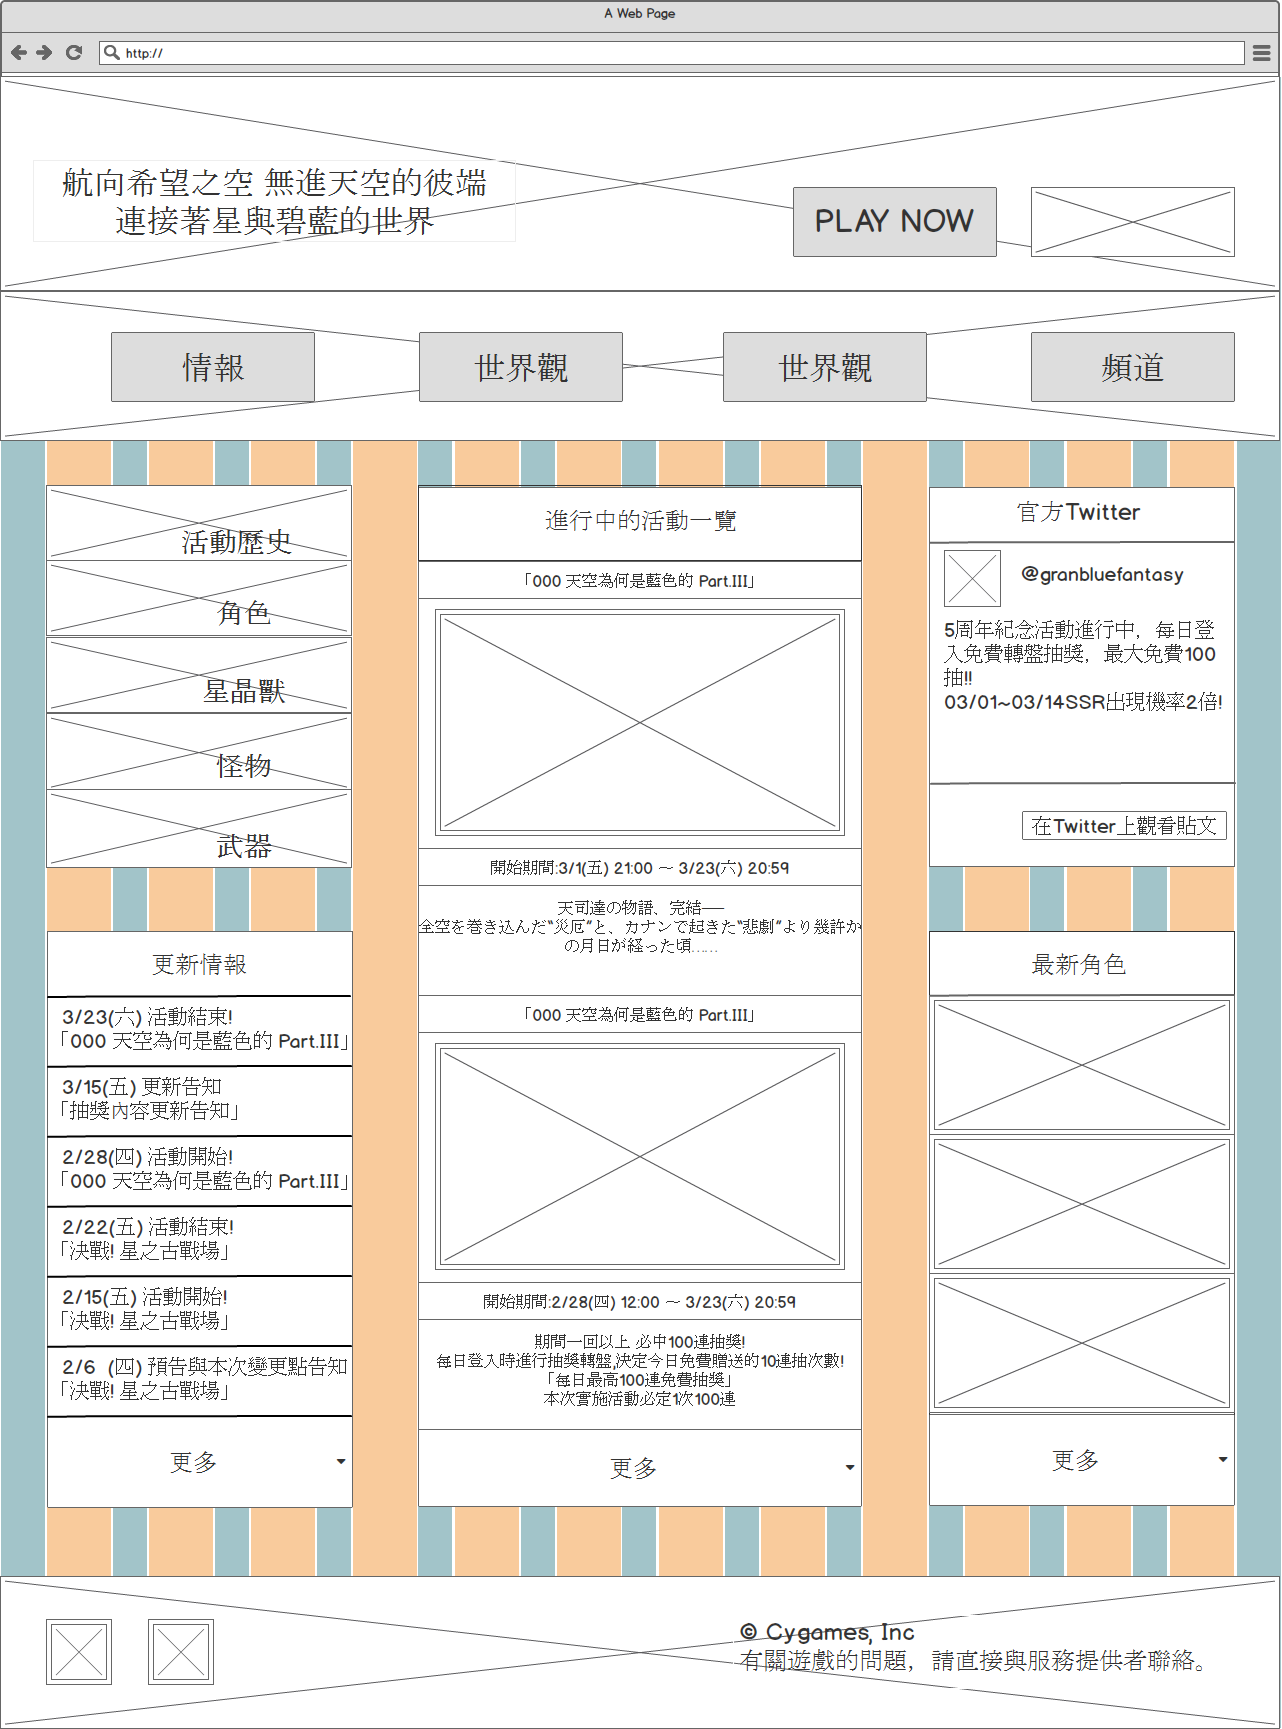 A Web Page
http://
航向希望之空 無進天空的彼端
連接著星與碧藍的世界
PLAY NOW
情報
世界觀
世界觀
頻道
活動歷史
角色
星晶獸
怪物
武器
進行中的活動一覽
「000 天空為何是藍色的 Part.III」
開始期間:3/1(五) 21:00 ～ 3/23(六) 20:59
天司達の物語、完結──
全空を巻き込んだ“災厄”と、カナンで起きた“悲劇”より幾許か
の月日が経った頃……
「000 天空為何是藍色的 Part.III」
開始期間:2/28(四) 12:00 ～ 3/23(六) 20:59
期間一回以上 必中100連抽獎!
每日登入時進行抽獎轉盤,決定今日免費贈送的10連抽次數!
「每日最高100連免費抽獎」
本次實施活動必定1次100連
更多
官方Twitter
@granbluefantasy
5周年紀念活動進行中，每日登
入免費轉盤抽獎，最大免費100
抽!!
03/01~03/14SSR出現機率2倍!
在Twitter上觀看貼文
更新情報
3/23(六) 活動結束!
「000 天空為何是藍色的 Part.III」
3/15(五) 更新告知
「抽獎內容更新告知」
2/28(四) 活動開始!
「000 天空為何是藍色的 Part.III」
2/22(五) 活動結束!
「決戰! 星之古戰場」
2/15(五) 活動開始!
「決戰! 星之古戰場」
2/6 (四) 預告與本次變更點告知
「決戰! 星之古戰場」
更多
最新角色
更多
© Cygames, Inc
有關遊戲的問題，請直接與服務提供者聯絡。